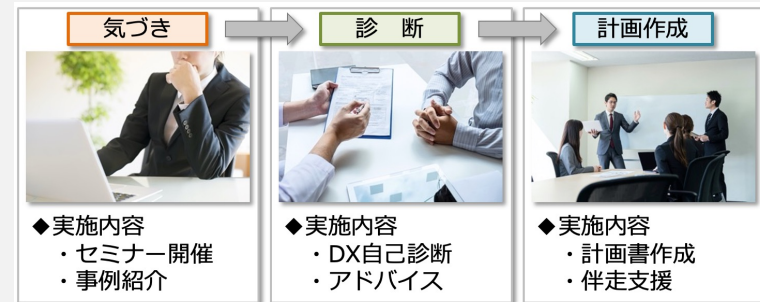 気づき
診 断
計画作成
◆実施内容
・セミナー開催
・事例紹介
◆実施内容
・DX自己診断
・アドバイス
◆実施内容
・計画書作成
・伴走支援